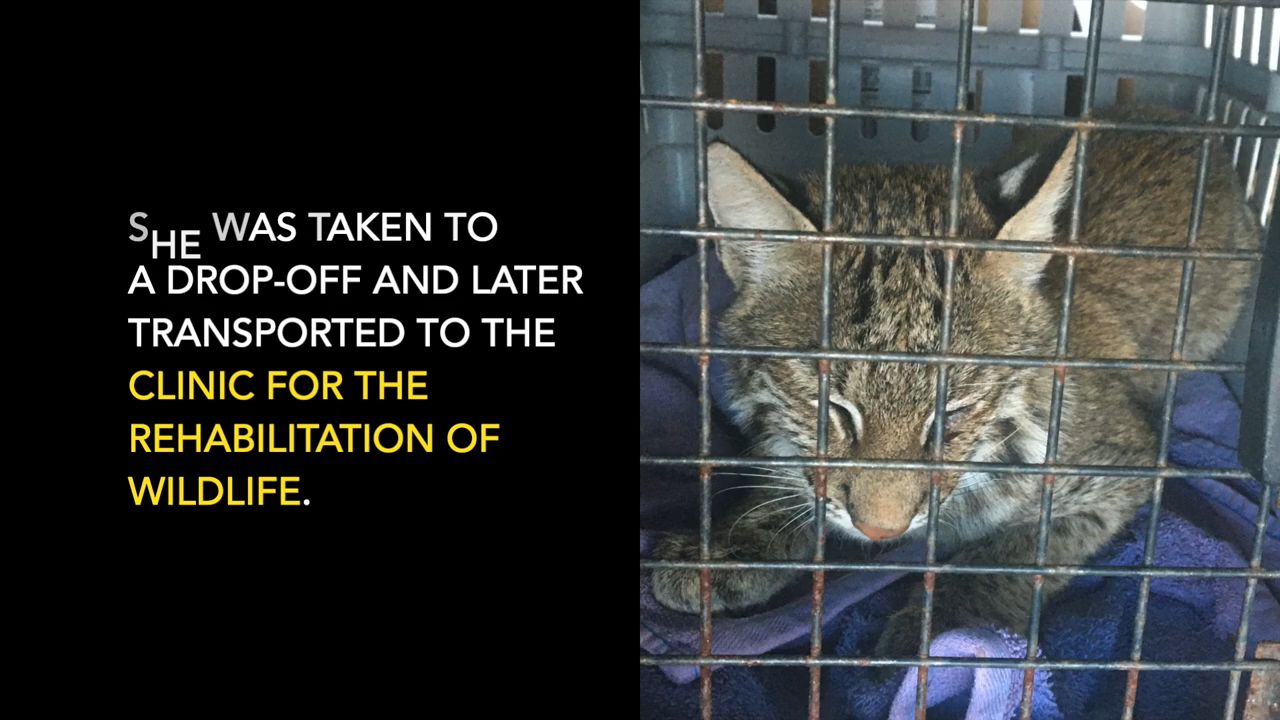 SHE WAS TAKEN TO
A DROP-OFF AND LATER
TRANSPORTED TO THE
CLINIC FOR THE
REHABILITATION OF
WILDLIFE.